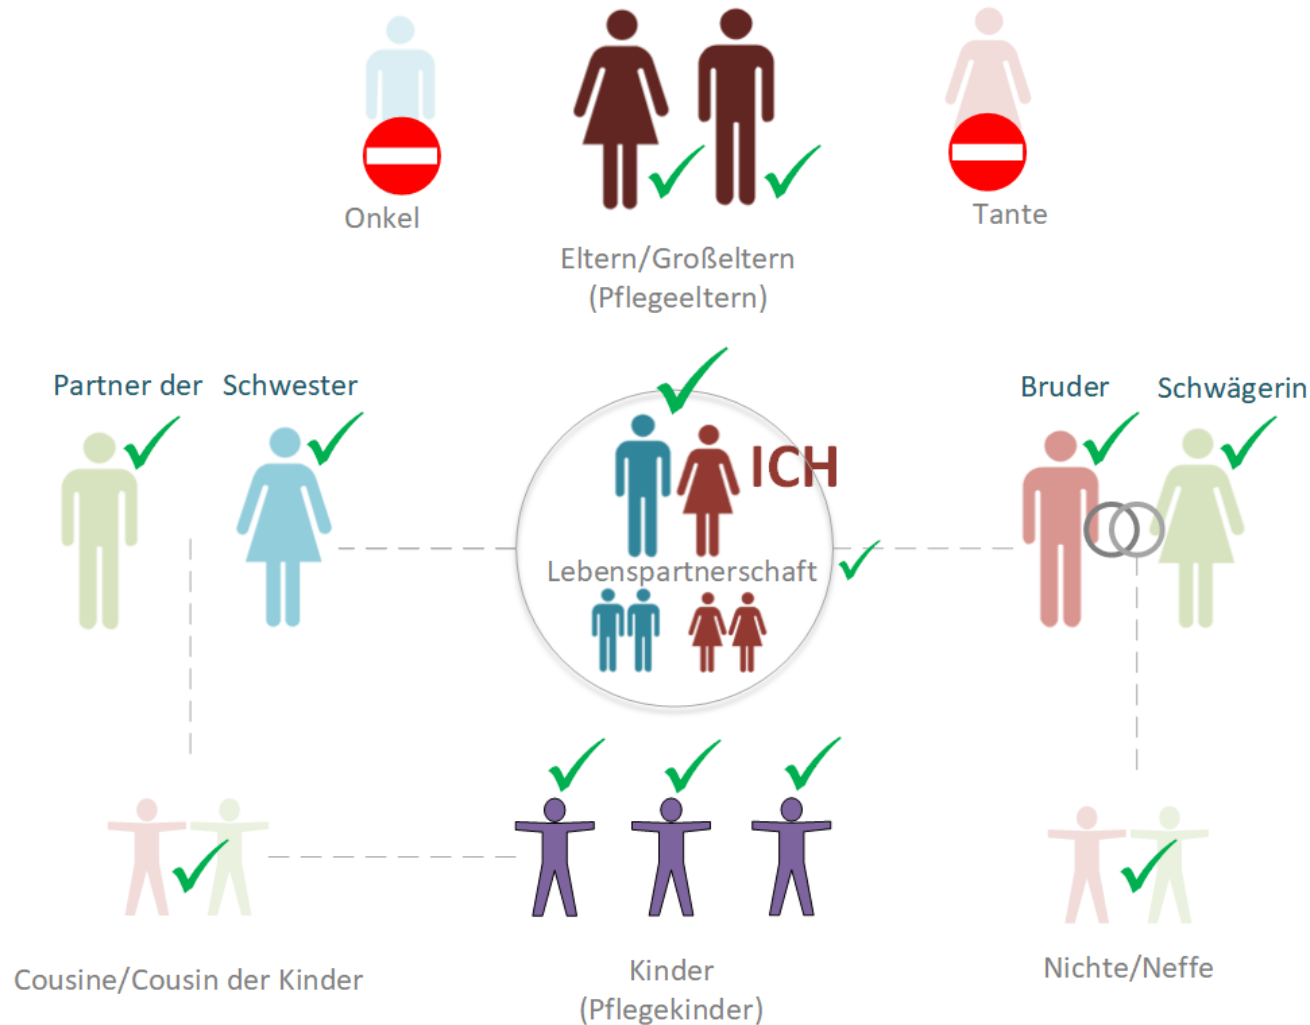 Onkel
Tante
Eltern/Großeltern
(Pflegeeltern)
Partner der Schwester
Bruder Schwägerin
ICH
Lebenspartnerschaft
Cousine/Cousin der Kinder
Kinder
(Pflegekinder)
Nichte/Neffe